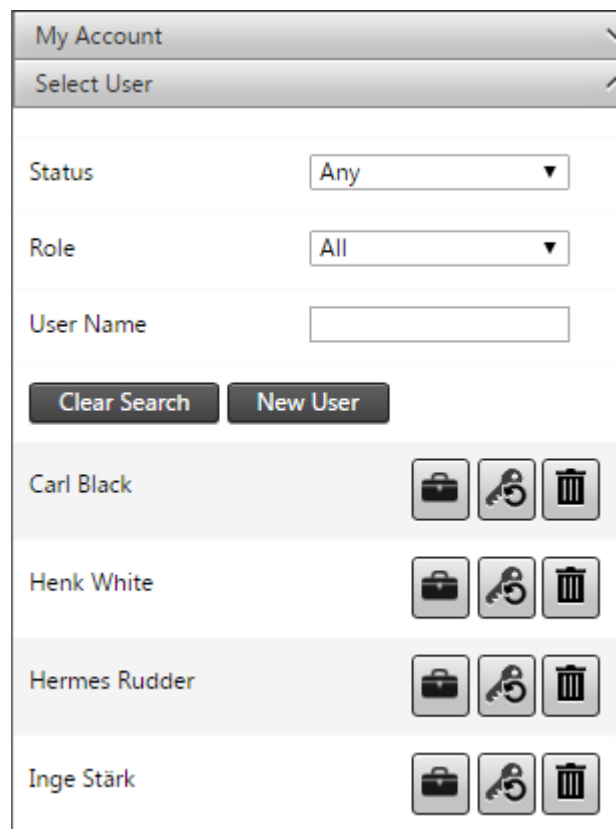 My Account
Select User
Status Any
Role All
User Name
Clear Search New User
Carl Black
Henk White
Hermes Rudder
Inge Stärk